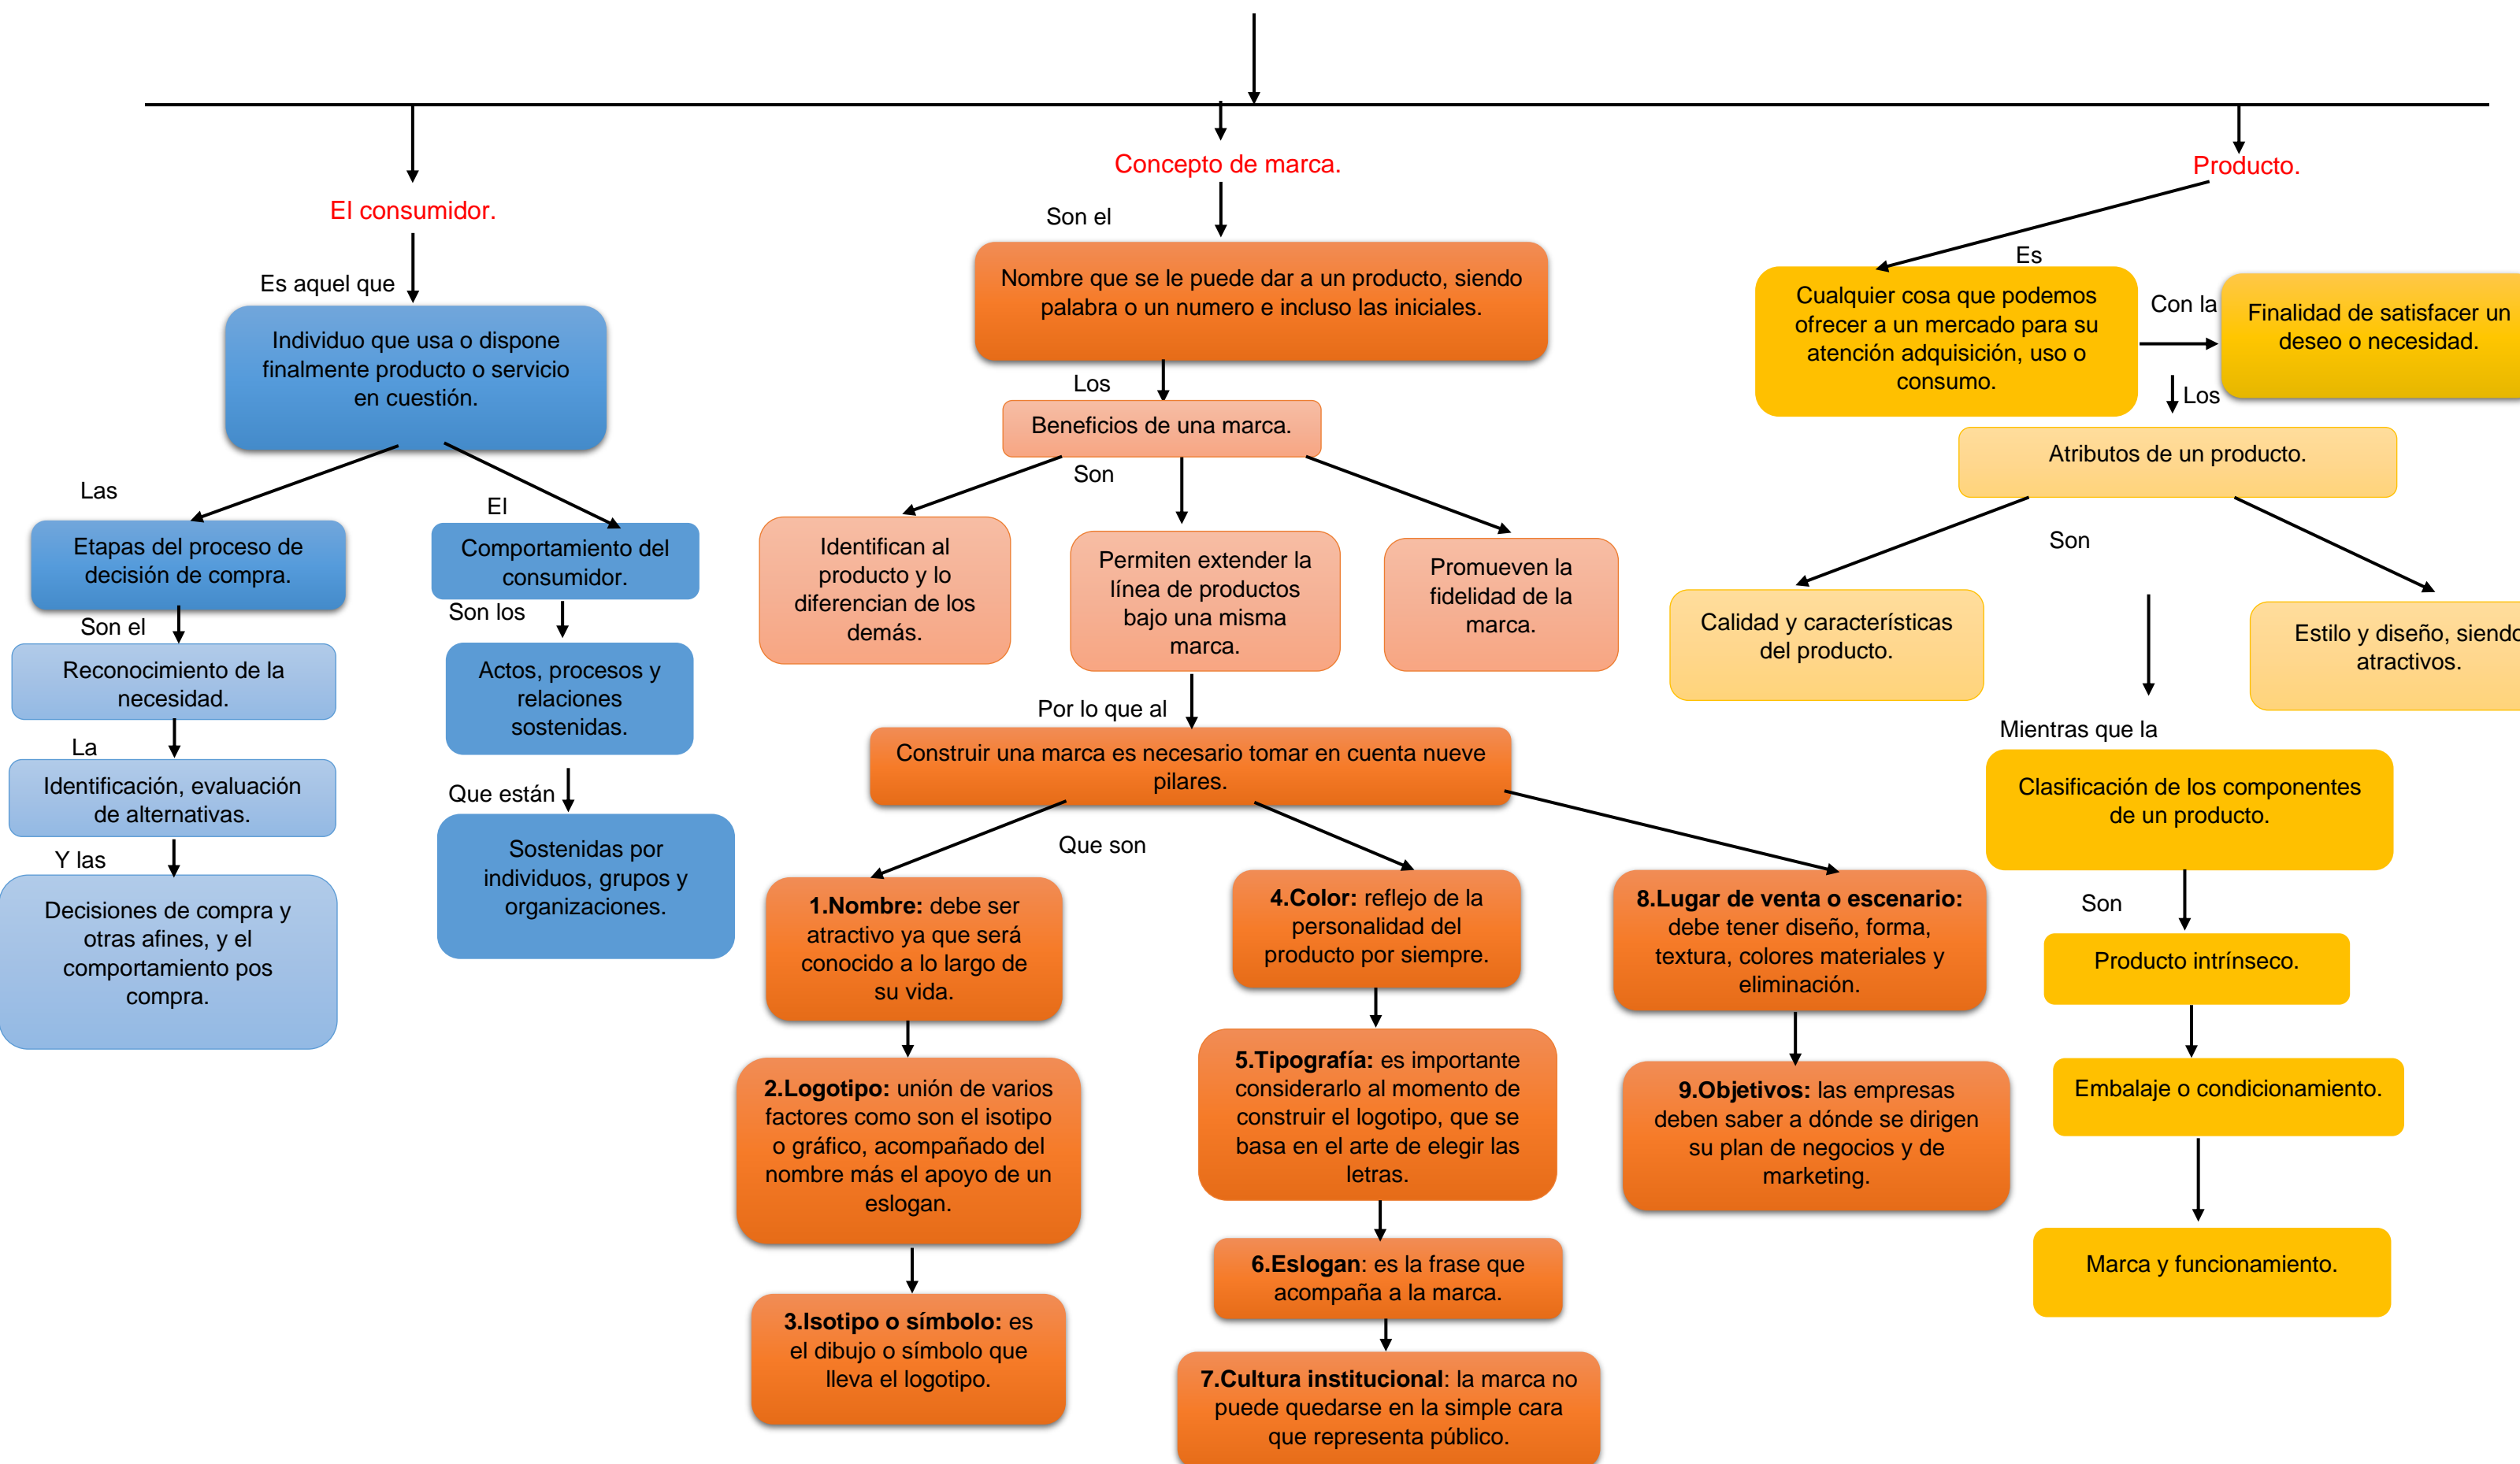 El consumidor.
Es aquel que
Individuo que usa o dispone
finalmente producto o servicio
en cuestión.
Las
Etapas del proceso de
decisión de compra.
Son el
Reconocimiento de la
necesidad.
La
Identificación, evaluación
de alternativas.
Y las
Decisiones de compra y
otras afines, y el
comportamiento pos
compra.
El
Comportamiento del
consumidor.
Son los
Actos, procesos y
relaciones
sostenidas.
Que están
Sostenidas por
individuos, grupos y
organizaciones.
Concepto de marca.
Son el
Nombre que se le puede dar a un producto, siendo
palabra o un numero e incluso las iniciales.
Los
Beneficios de una marca.
Son
Identifican al
producto y lo
diferencian de los
demás.
Permiten extender la
línea de productos
bajo una misma
marca.
Promueven la
fidelidad de la
marca.
Por lo que al
Construir una marca es necesario tomar en cuenta nueve
pilares.
Que son
1.Nombre: debe ser
atractivo ya que será
conocido a lo largo de
su vida.
2.Logotipo: unión de varios
factores como son el isotipo
o gráfico, acompañado del
nombre más el apoyo de un
eslogan.
3.Isotipo o símbolo: es
el dibujo o símbolo que
lleva el logotipo.
4.Color: reflejo de la
personalidad del
producto por siempre.
5.Tipografía: es importante
considerarlo al momento de
construir el logotipo, que se
basa en el arte de elegir las
letras.
6.Eslogan: es la frase que
acompaña a la marca.
7.Cultura institucional: la marca no
puede quedarse en la simple cara
que representa público.
8.Lugar de venta o escenario:
debe tener diseño, forma,
textura, colores materiales y
eliminación.
9.Objetivos: las empresas
deben saber a dónde se dirigen
su plan de negocios y de
marketing.
Producto.
Es
Cualquier cosa que podemos
ofrecer a un mercado para su
atención adquisición, uso o
consumo.
Con la
Finalidad de satisfacer un
deseo o necesidad.
Los
Atributos de un producto.
Son
Calidad y características
del producto.
Estilo y diseño, siendo
atractivos.
Mientras que la
Clasificación de los componentes
de un producto.
Son
Producto intrínseco.
Embalaje o condicionamiento.
Marca y funcionamiento.